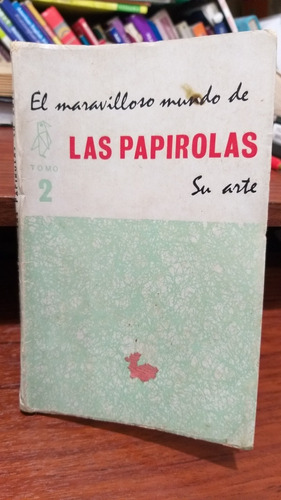 El maravilloso mundo de
LAS PAPIROLAS
TOMO
2
Su arte